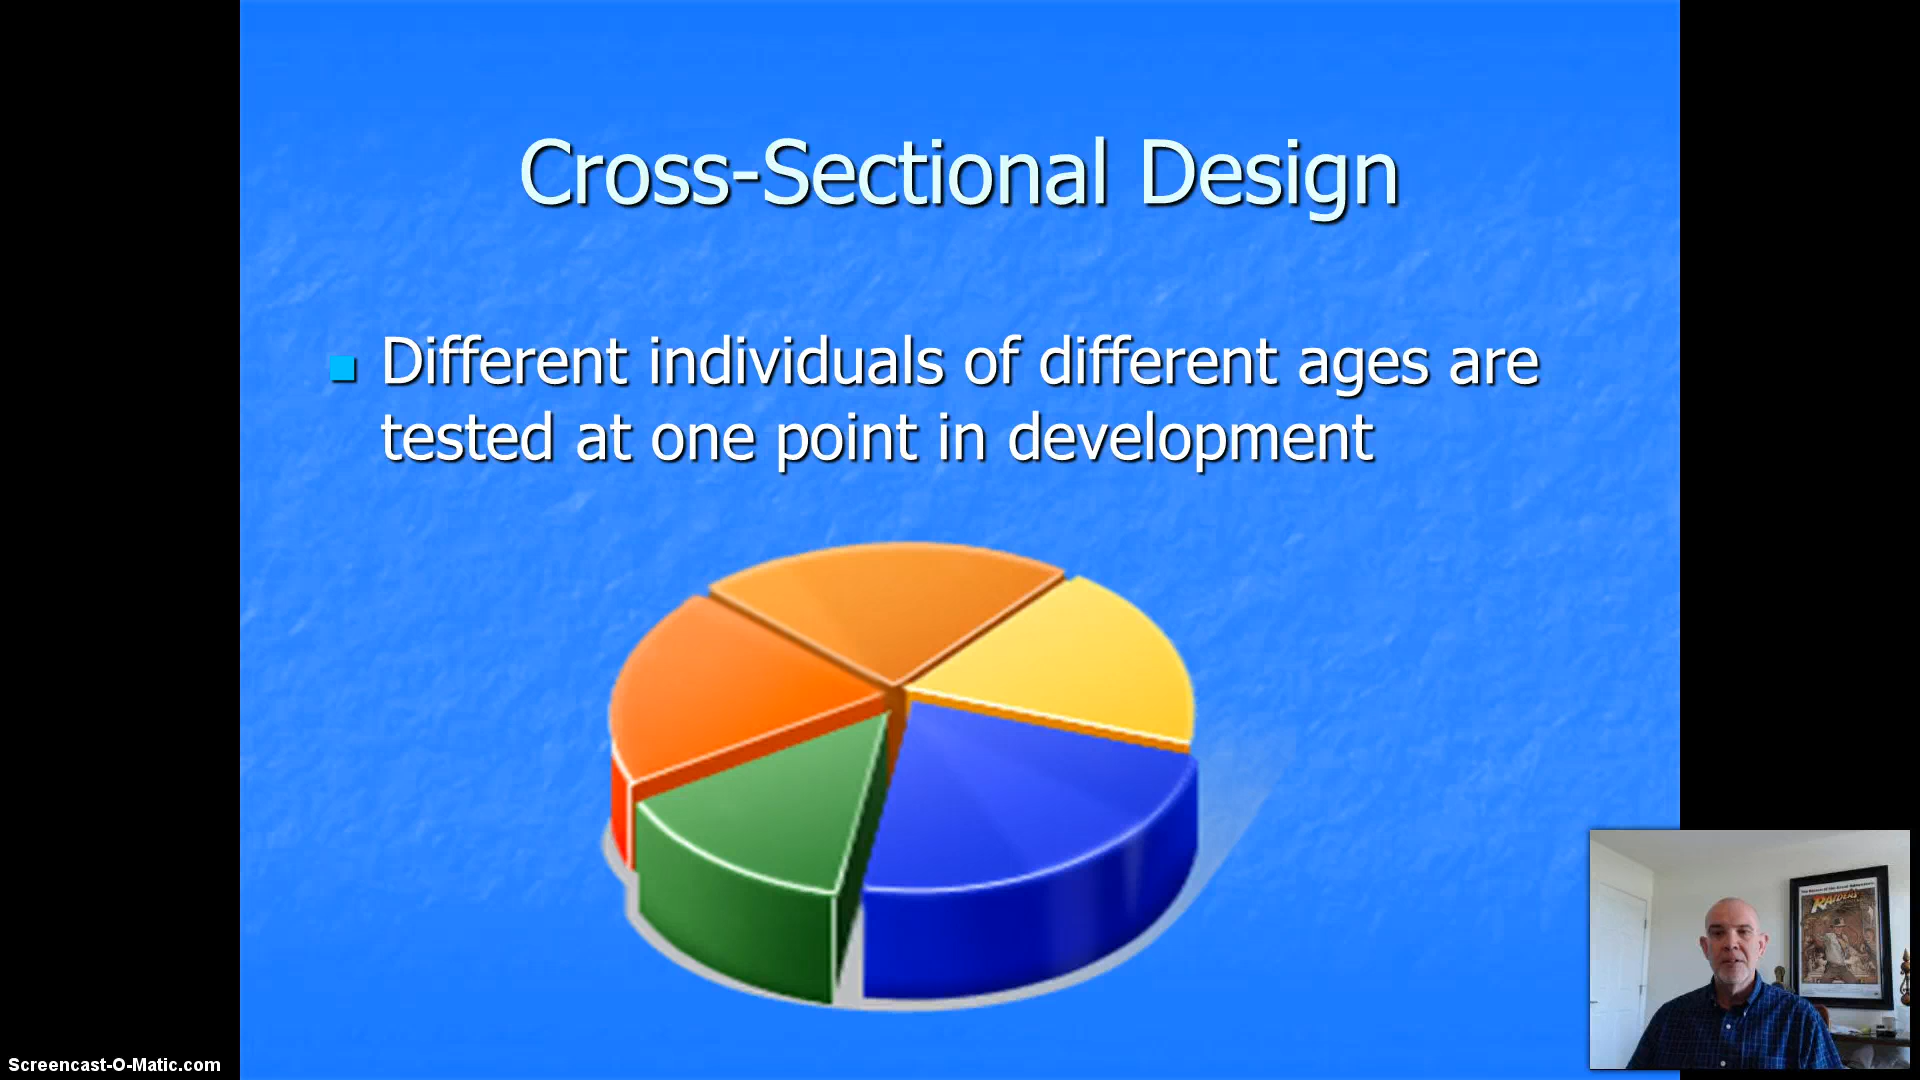 Cross-Sectional Design
Different individuals of different ages are
tested at one point in development
RAIDERS
Screencast-O-Matic.com